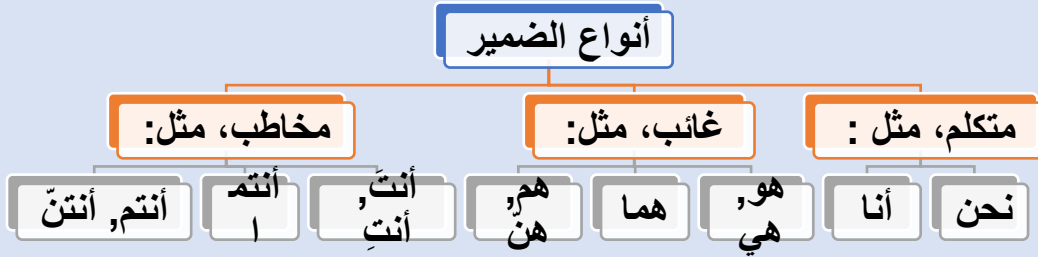 أنواع الضمير
متكلم، مثل :
غائب، مثل:
مخاطب، مثل:
نحن
أنا
هو,
هي
هما
هم,
هنّ
أنتَ,
أنتِ
أنتمـ
ا
أنتم, أنتنّ